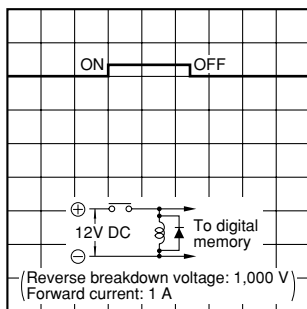 ON OFF
⊕
12V DC
⊖
To digital
memory
(Reverse breakdown voltage: 1,000 V
Forward current: 1 A)